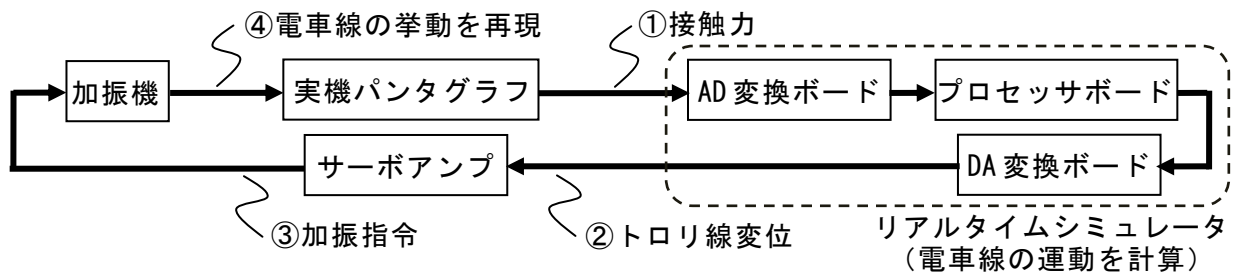 ④電車線の挙動を再現
①接触力
加振機
実機パンタグラフ
AD変換ボード
プロセッサボード
サーボアンプ
DA変換ボード
③加振指令
②トロリ線変位
リアルタイムシミュレータ
（電車線の運動を計算）